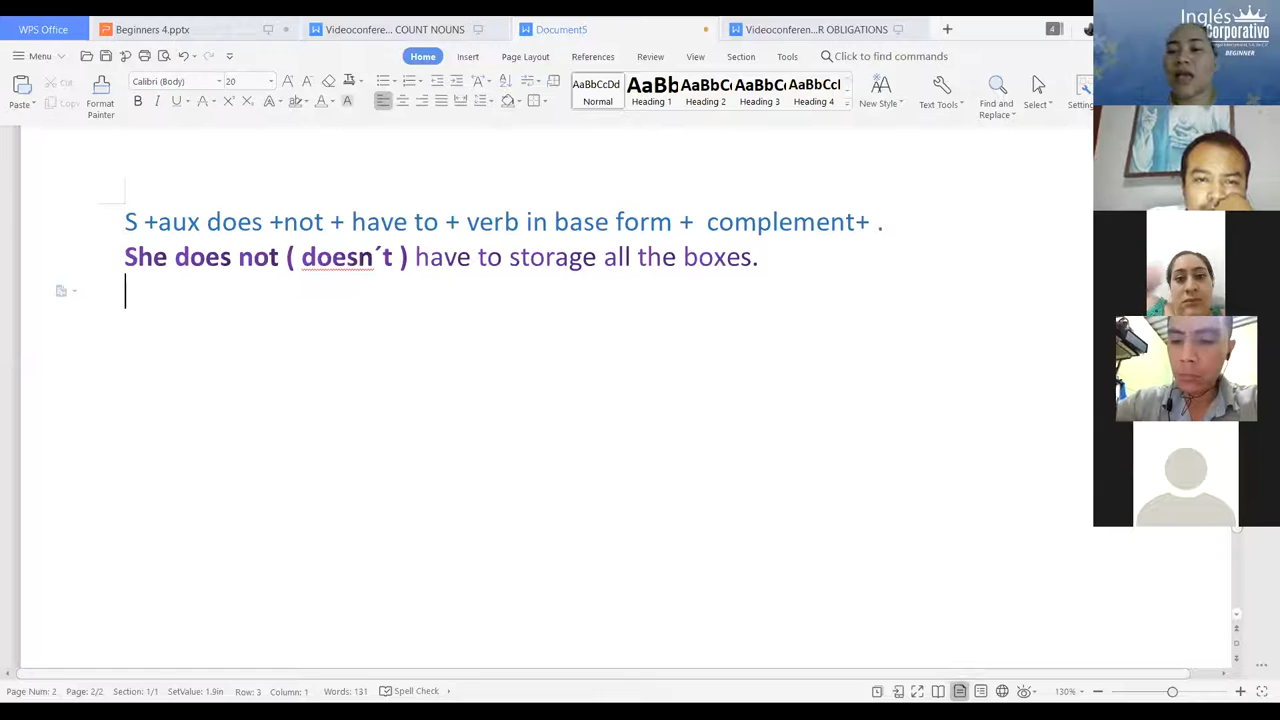 WPS Office
Beginners 4.pptx
Videoconferen... COUNT NOUNS
Document5
Videoconferen...R OBLIGATIONS
4
Inglés
Corporativo
BEGINNER
Menu
Home
Insert
Page Layout
References
Review
View
Section
Tools
Click to find commands
Paste
Cut
Copy
Format
Painter
Calibri (Body)
20
AaBbCcDd
Normal
AaBb
Heading 1
AaBbC
Heading 2
AaBbC
Heading 3
AaBbCcI
Heading 4
New Style
Text Tools
Find and
Replace
Select
Setting
S +aux does +not + have to + verb in base form + complement+ .
She does not ( doesn´t ) have to storage all the boxes.
Page Num: 2
Page: 2/2
Section: 1/1
SetValue: 1.9in
Row: 3
Column: 1
Words: 131
Spell Check
130%